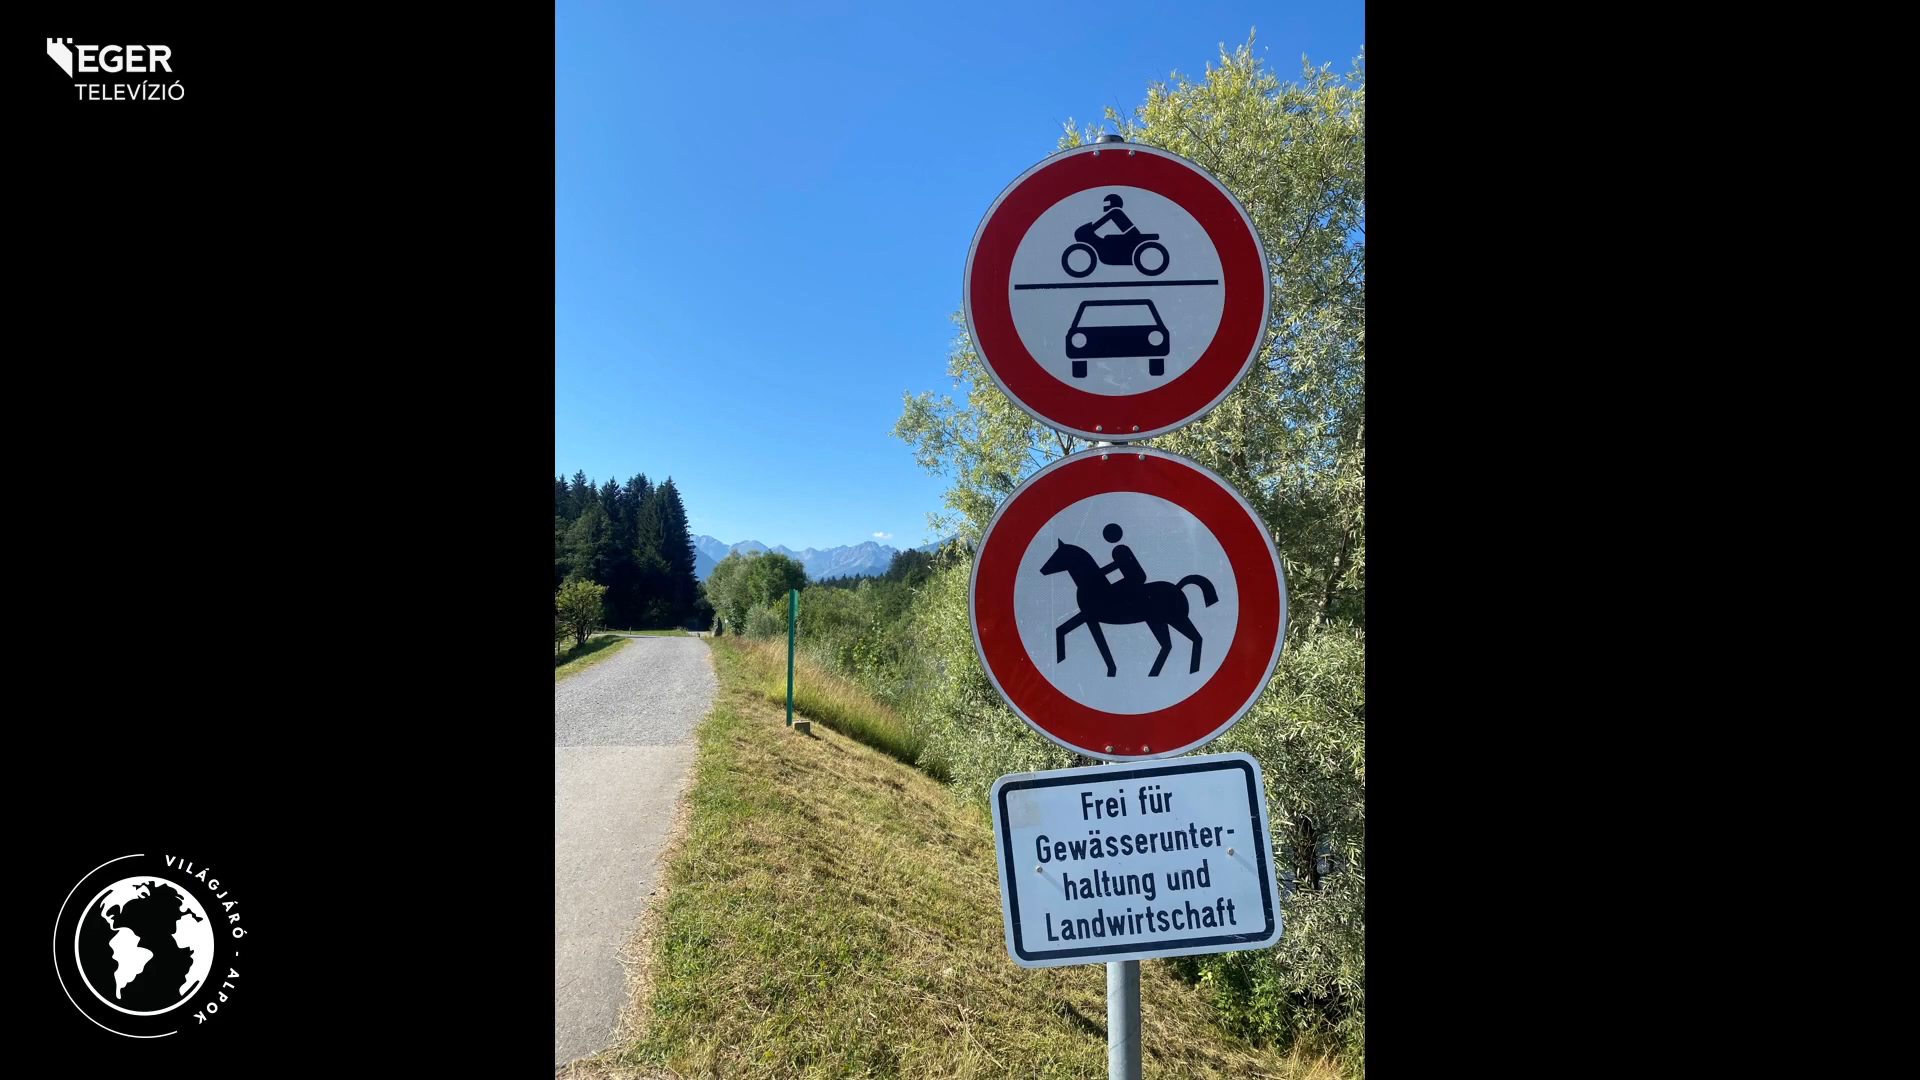 EGER
TELEVÍZIÓ
Frei für
Gewässerunter-
haltung und
Landwirtschaft
VILÁGJÁRÓ - ALPOK